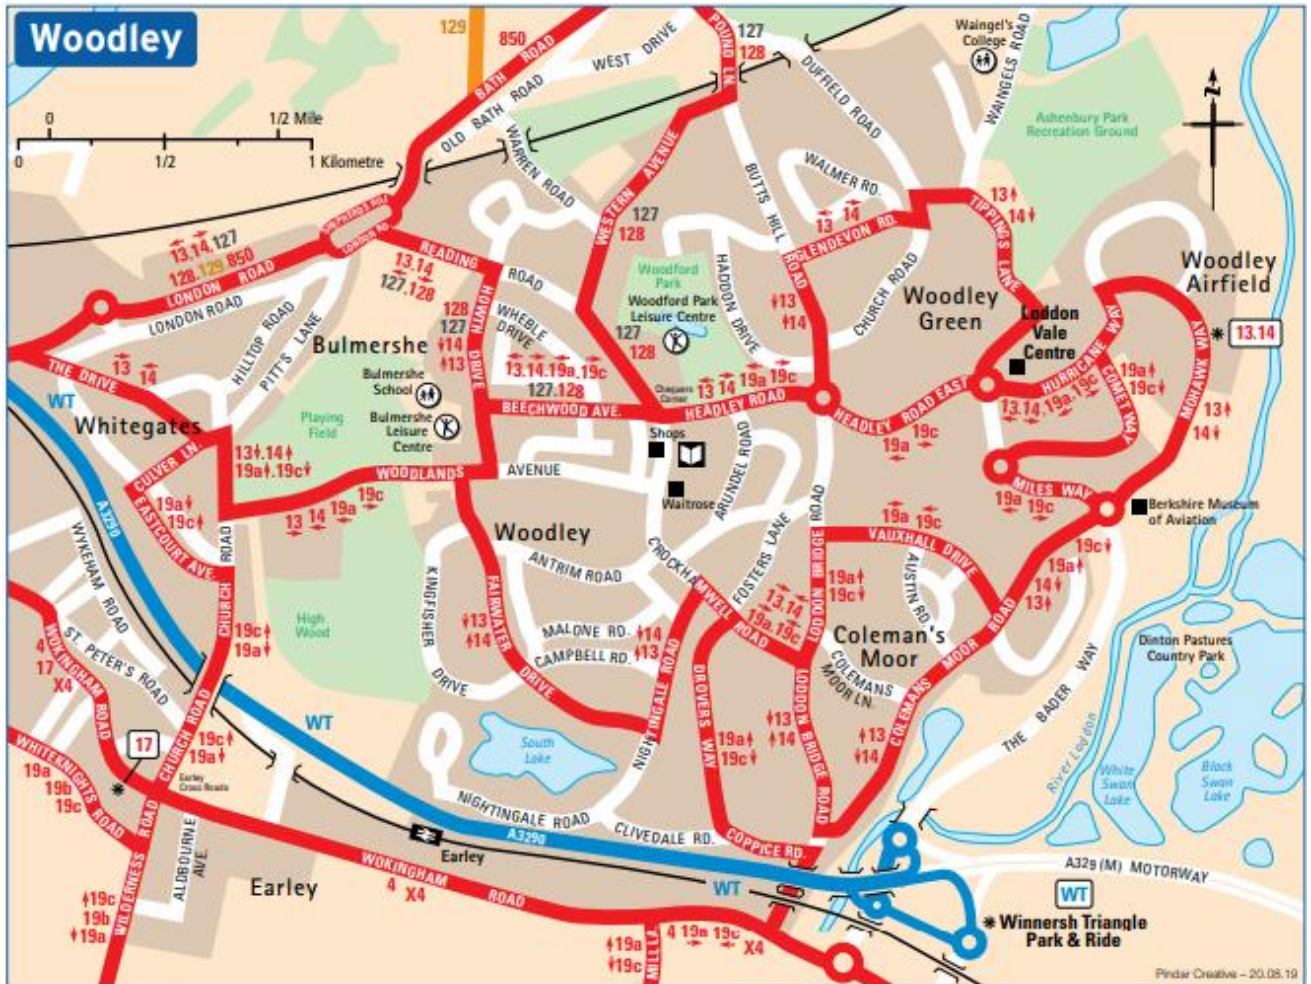 Woodley
0 1/2 Mile
0 1/2 1 Kilometre
129
850
BATH ROAD
OLD BATH ROAD
WEST DRIVE
WARREN ROAD
POUND LN.
127
128
DUFFIELD ROAD
Waingel's
College
WAINGELS ROAD
Ashenbury Park
Recreation Ground
WALMER RD.
WESTERN AVENUE
127
128
BUTTS HILL ROAD
13 14
GLENDEVON RD.
TIPPINGS LANE
13
14
SHEPHERDS HILL
LONDON RD.
13.14.127
128.129.850
LONDON ROAD
LONDON ROAD
READING ROAD
13.14
127.128
Woodford
Park
Woodford Park
Leisure Centre
HADDON DRIVE
CHURCH ROAD
Woodley
Green
Woodley
Airfield
13.14
Loddon
Vale
Centre
HURRICANE WAY
COMET WAY
MOHAWK WAY
19a
19c
13.14.19a.19c
13
14
HILLTOP ROAD
PITT'S LANE
Bulmershe
Bulmershe
School
Bulmershe
Leisure
Centre
128
127
14
13
HOWTH DRIVE
WHEBLE
DRIVE
13.14.19a.19c
127.128
BEECHWOOD AVE.
127
128
Chequers
Corner
13 14 19a 19c
HEADLEY ROAD
13
14
HEADLEY ROAD EAST
19c
19a
THE DRIVE
13 14
WT
Whitegates
Playing
Field
CULVER LN.
13.14
19a.19c
WOODLANDS AVENUE
13 14 19a 19c
Shops
Waitrose
ARUNDEL ROAD
MILES WAY
19a
19c
Berkshire Museum
of Aviation
A3290
EASTCOURT AVE.
19a
19c
CHURCH ROAD
WYKEHAM ROAD
Woodley
ANTRIM ROAD
CROCKHAMWELL ROAD
FOSTERS LANE
LODDON BRIDGE ROAD
19a 19c
VAUXHALL DRIVE
AUSTIN RD.
19c
19a
14
13
13.14
19a.19c
19a
19c
Coleman's
Moor
COLEMANS
MOOR LN.
COLEMANS MOOR ROAD
High
Wood
KINGFISHER DRIVE
FAIRWATER DRIVE
13
14
MALONE RD.
CAMPBELL RD.
14
13
NIGHTINGALE ROAD
DROVERS WAY
19a
19c
13
14
LODDON BRIDGE ROAD
13
14
Dinton Pastures
Country Park
THE BADER WAY
River Loddon
White
Swan
Lake
Black
Swan
Lake
ST. PETER'S ROAD
19c
19a
4
17
X4
WOKINGHAM ROAD
CHURCH ROAD
19c
19a
WT
South
Lake
17
WHITEKNIGHTS ROAD
19a
19b
19c
Earley
Cross Roads
NIGHTINGALE ROAD
CLIVEDALE RD.
COPPICE RD.
A3290
Earley
WT
A329 (M) MOTORWAY
WT
Winnersh Triangle
Park & Ride
WILDERNESS ROAD
ALDBOURNE
AVE.
Earley
WOKINGHAM ROAD
4 X4
19c
19b
19a
19a
19c
4 19a 19c X4
Pindar Creative – 20.08.19